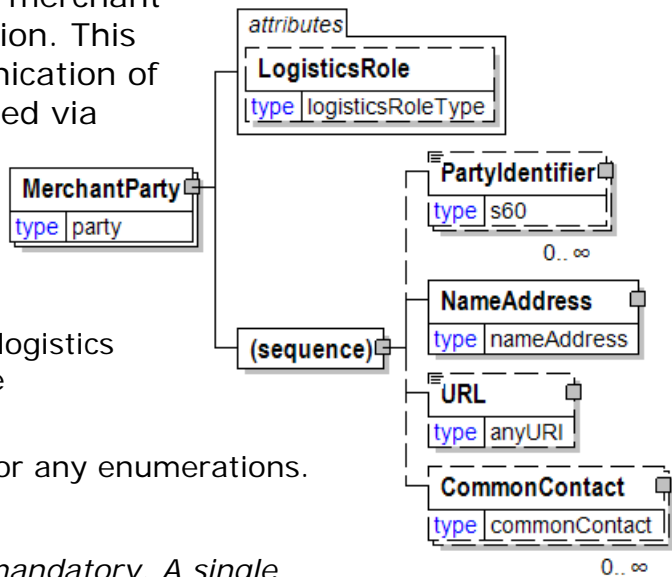 merchant
ion. This
nication of
ed via
attributes
LogisticsRole
type logisticsRoleType
MerchantParty
type party
PartyIdentifier
type s60
0.. ∞
NameAddress
type nameAddress
(sequence)
URL
type anyURI
CommonContact
type commonContact
0.. ∞
logistics
e
or any enumerations.
mandatory. A single